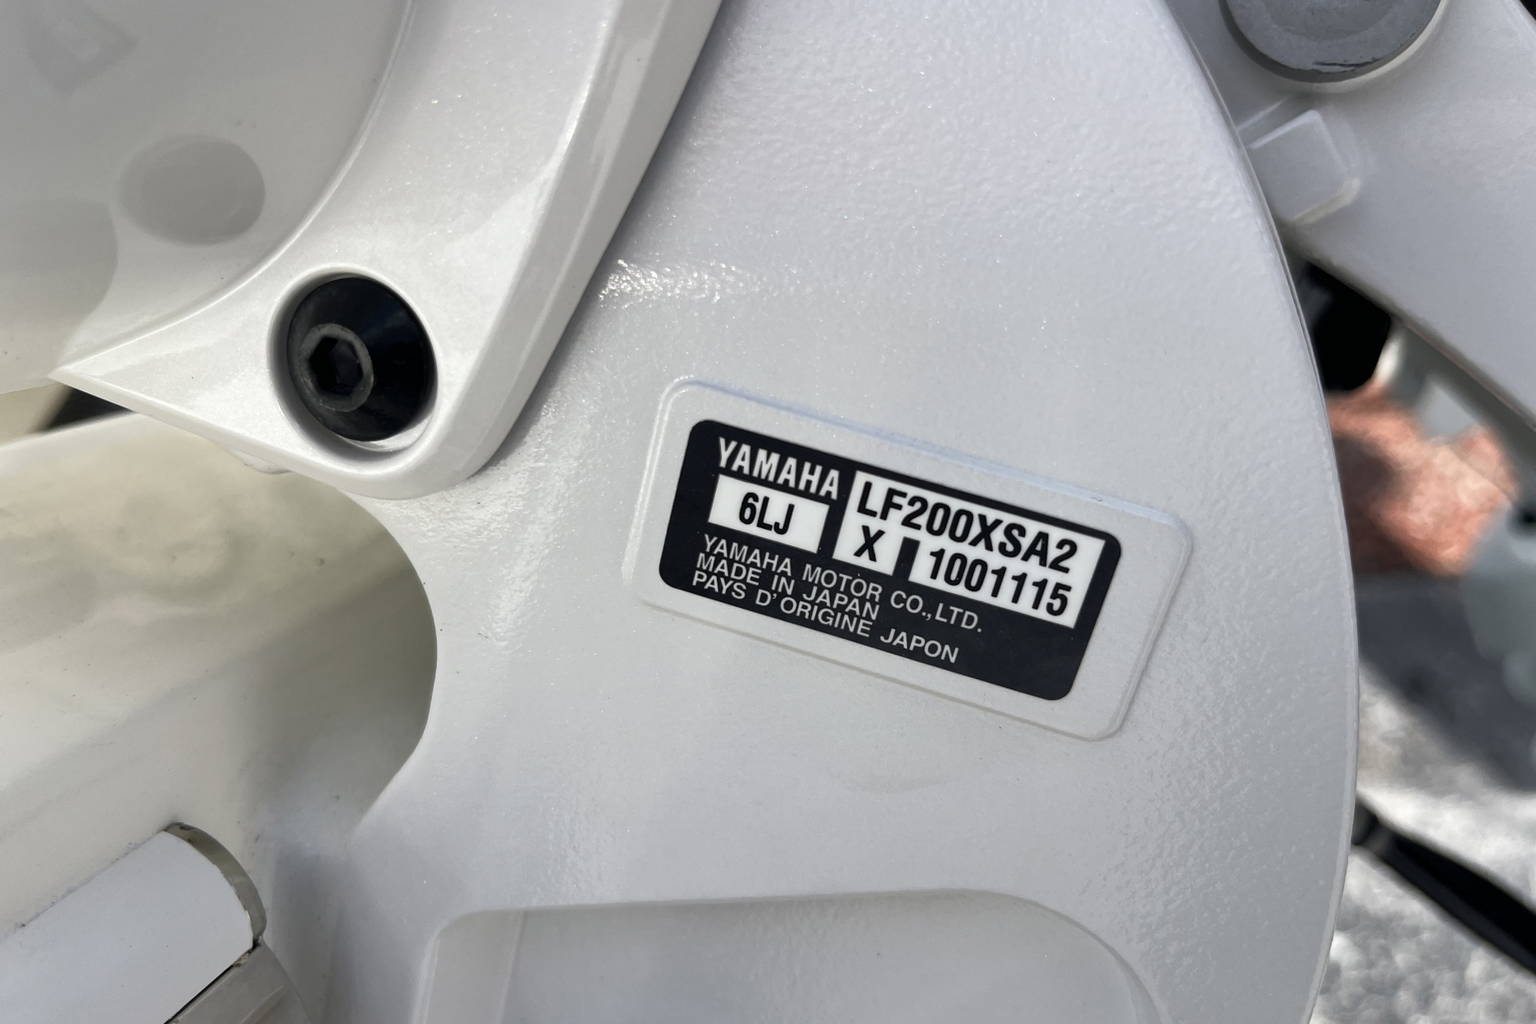 YAMAHA LF200XSA2
6LJ X 1001115
YAMAHA MOTOR CO.,LTD.
MADE IN JAPAN
PAYS D'ORIGINE JAPON